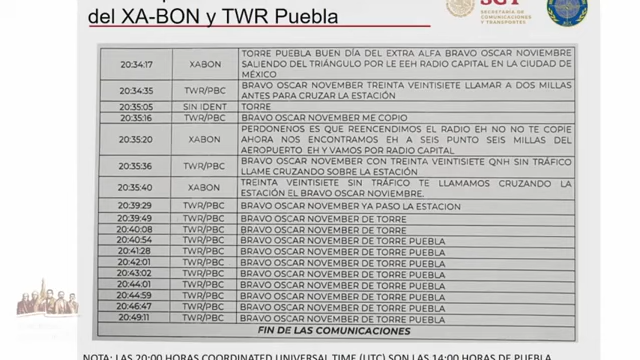 del XA-BON y TWR Puebla
SCT
SECRETARÍA DE
COMUNICACIONES
Y TRANSPORTES
20:34:17 XABON TORRE PUEBLA BUEN DÍA DEL EXTRA ALFA BRAVO OSCAR NOVIEMBRE
SALIENDO DEL TRIÁNGULO POR LE EEH RADIO CAPITAL EN LA CIUDAD DE
MÉXICO
20:34:35 TWR/PBC BRAVO OSCAR NOVEMBER TREINTA VEINTISIETE LLAMAR A DOS MILLAS
ANTES PARA CRUZAR LA ESTACIÓN
20:35:05 SIN IDENT TORRE
20:35:16 TWR/PBC BRAVO OSCAR NOVEMBER ME COPIO
20:35:20 XABON PERDONENOS ES QUE REENCENDIMOS EL RADIO EH NO NO TE COPÍE
AHORA NOS ENCONTRAMOS EH A SEIS PUNTO SEIS MILLAS DEL
AEROPUERTO EH Y VAMOS POR RADIO CAPITAL
20:35:36 TWR/PBC BRAVO OSCAR NOVEMBER CON TREINTA VEINTISIETE QNH SIN TRÁFICO
LLAME CRUZANDO SOBRE LA ESTACIÓN
20:35:40 XABON TREINTA VEINTISIETE SIN TRÁFICO TE LLAMAMOS CRUZANDO LA
ESTACIÓN EL BRAVO OSCAR NOVIEMBRE.
20:39:29 TWR/PBC BRAVO OSCAR NOVEMBER YA PASO LA ESTACION
20:39:49 TWR/PBC BRAVO OSCAR NOVEMBER DE TORRE
20:40:08 TWR/PBC BRAVO OSCAR NOVEMBER DE TORRE
20:40:54 TWR/PBC BRAVO OSCAR NOVEMBER DE TORRE PUEBLA
20:41:28 TWR/PBC BRAVO OSCAR NOVEMBER DE TORRE PUEBLA
20:42:01 TWR/PBC BRAVO OSCAR NOVEMBER DE TORRE PUEBLA
20:43:02 TWR/PBC BRAVO OSCAR NOVEMBER DE TORRE PUEBLA
20:44:01 TWR/PBC BRAVO OSCAR NOVEMBER DE TORRE PUEBLA
20:44:59 TWR/PBC BRAVO OSCAR NOVEMBER DE TORRE PUEBLA
20:46:47 TWR/PBC BRAVO OSCAR NOVEMBER DE TORRE PUEBLA
20:49:11 TWR/PBC BRAVO OSCAR NOVEMBER DE TORRE PUEBLA
FIN DE LAS COMUNICACIONES
NOTA: LAS 20:00 HORAS COORDINATED UNIVERSAL TIME (UTC) SON LAS 14:00 HORAS DE PUEBLA